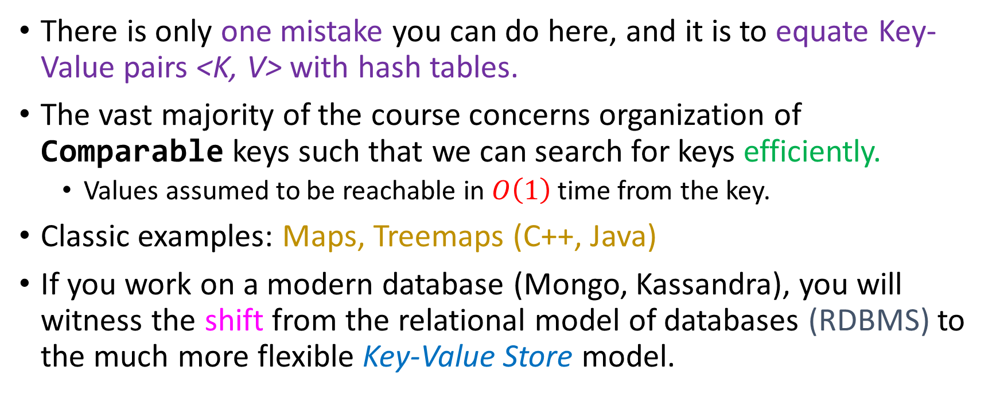 • There is only one mistake you can do here, and it is to equate Key-
Value pairs <K, V> with hash tables.
• The vast majority of the course concerns organization of
Comparable keys such that we can search for keys efficiently.
• Values assumed to be reachable in O(1) time from the key.
• Classic examples: Maps, Treemaps (C++, Java)
• If you work on a modern database (Mongo, Kassandra), you will
witness the shift from the relational model of databases (RDBMS) to
the much more flexible Key-Value Store model.